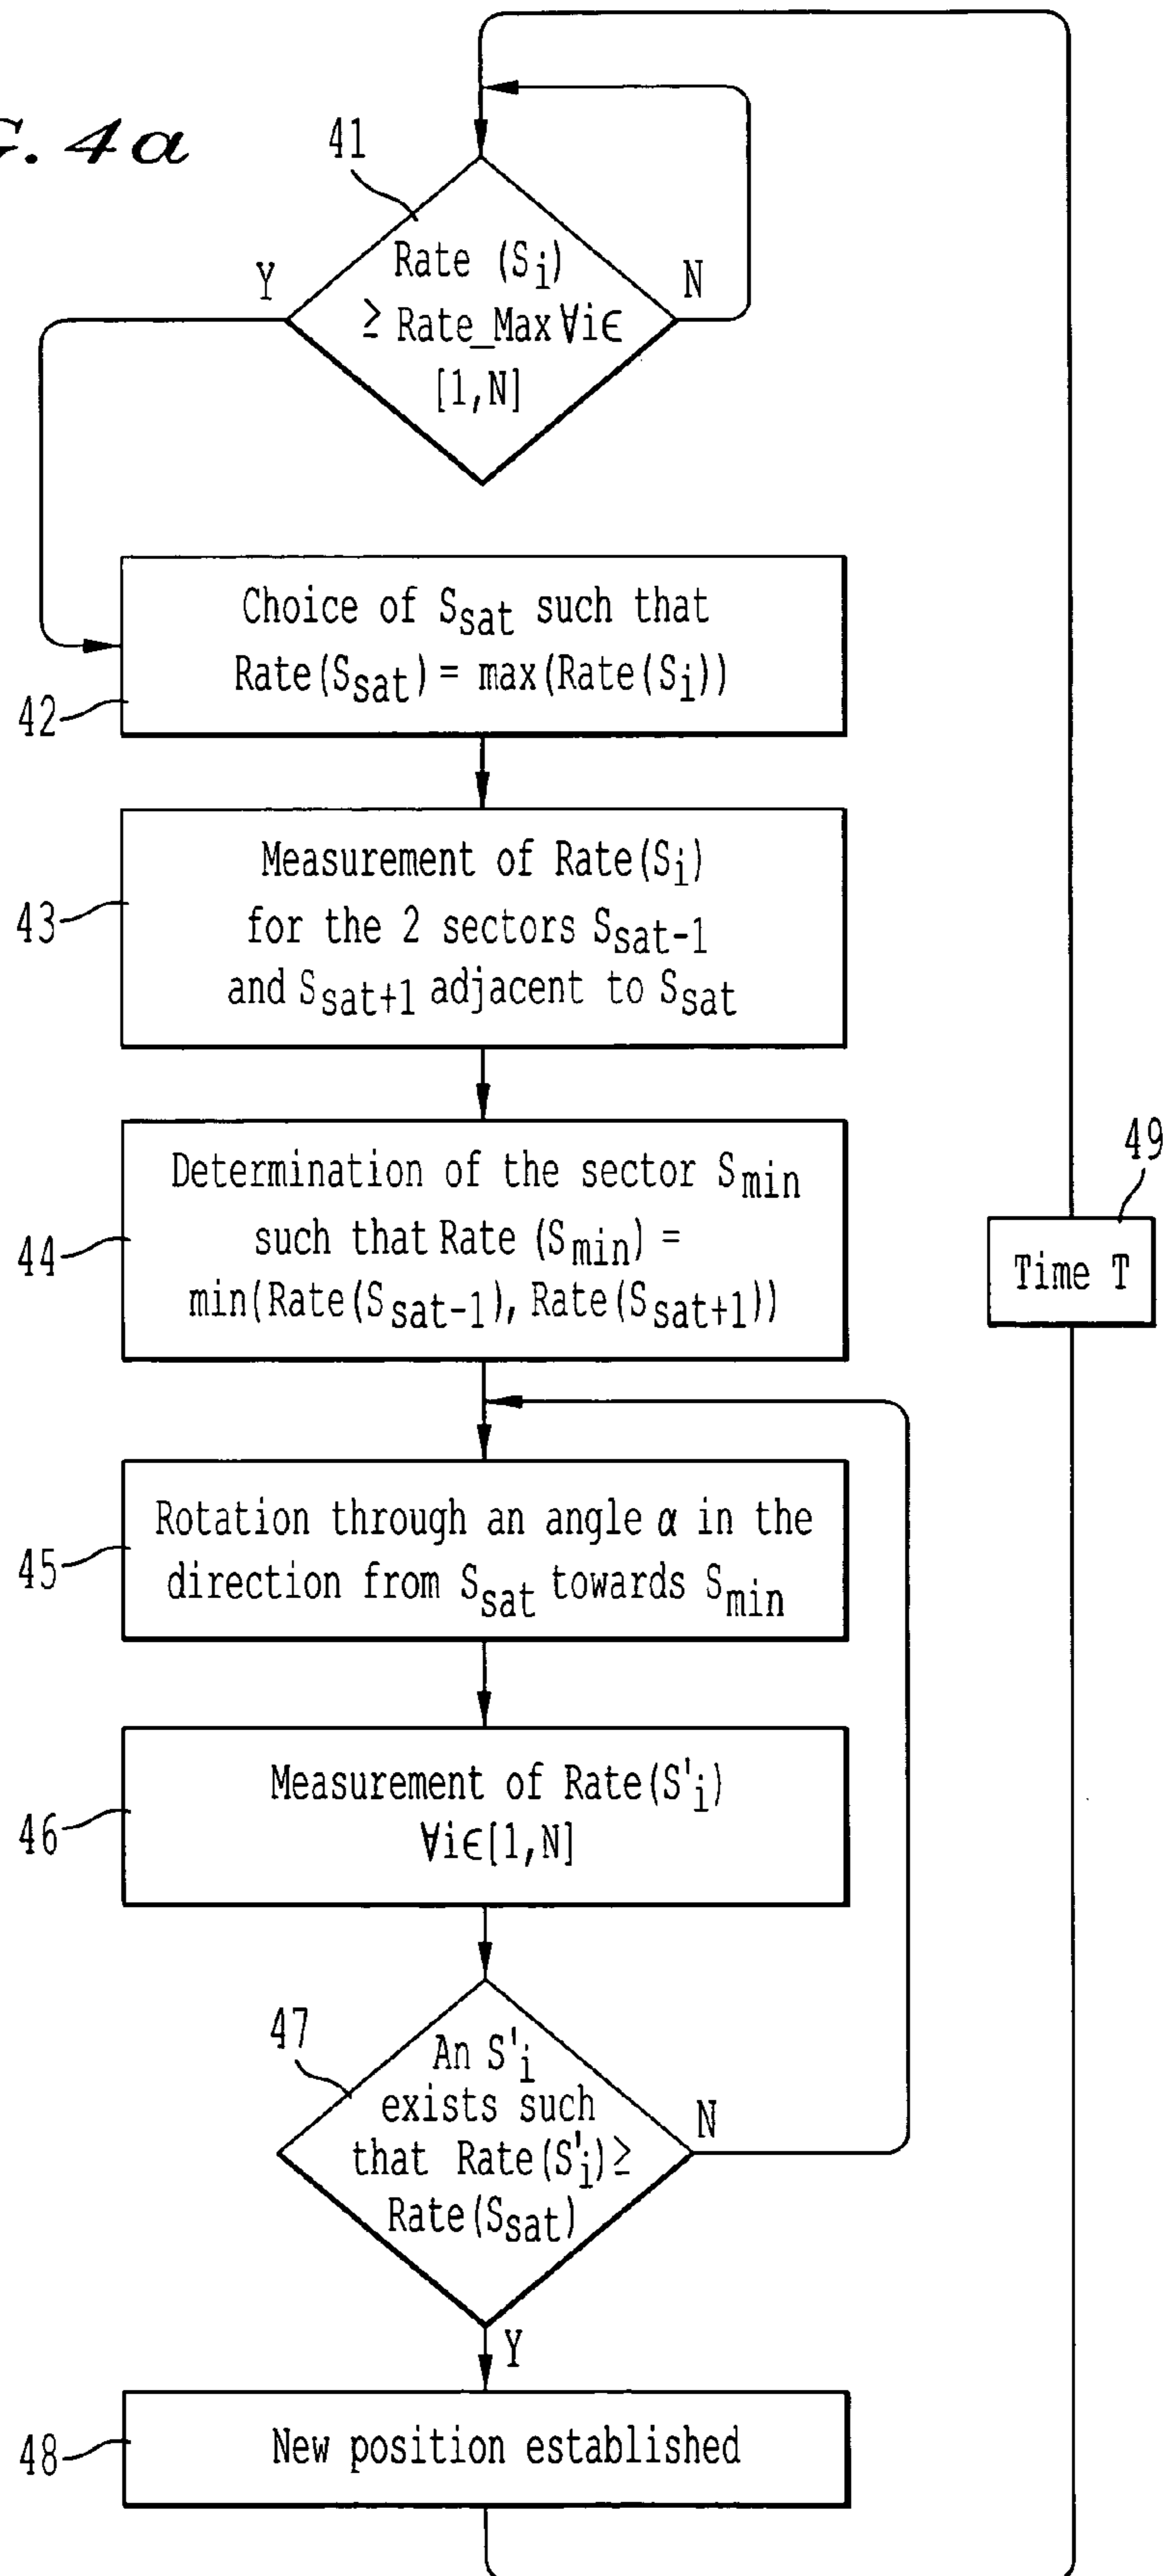 G. 4a
41
Y
N
Rate (Si)
≥ Rate_Max ∀i∈
[1,N]
Choice of Ssat such that
Rate(Ssat) = max(Rate(Si))
42
Measurement of Rate(Si)
for the 2 sectors Ssat-1
and Ssat+1 adjacent to Ssat
43
Determination of the sector Smin
such that Rate (Smin) =
min(Rate(Ssat-1), Rate(Ssat+1))
44
49
Time T
Rotation through an angle α in the
direction from Ssat towards Smin
45
Measurement of Rate(S'i)
∀i∈[1,N]
46
47
An S'i
exists such
that Rate(S'i) ≥
Rate(Ssat)
N
Y
New position established
48